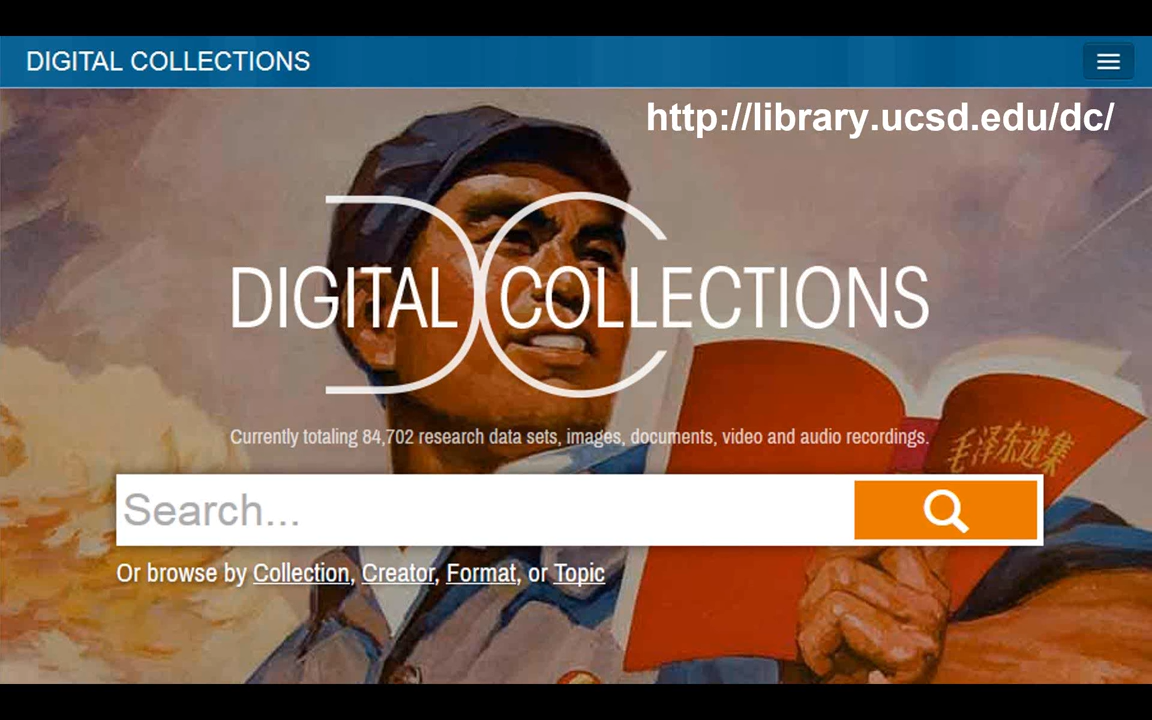 DIGITAL COLLECTIONS
http://library.ucsd.edu/dc/
DC
DIGITAL COLLECTIONS
Currently totaling 84,702 research data sets, images, documents, video and audio recordings.
毛泽东选集
Search...
Or browse by Collection, Creator, Format, or Topic